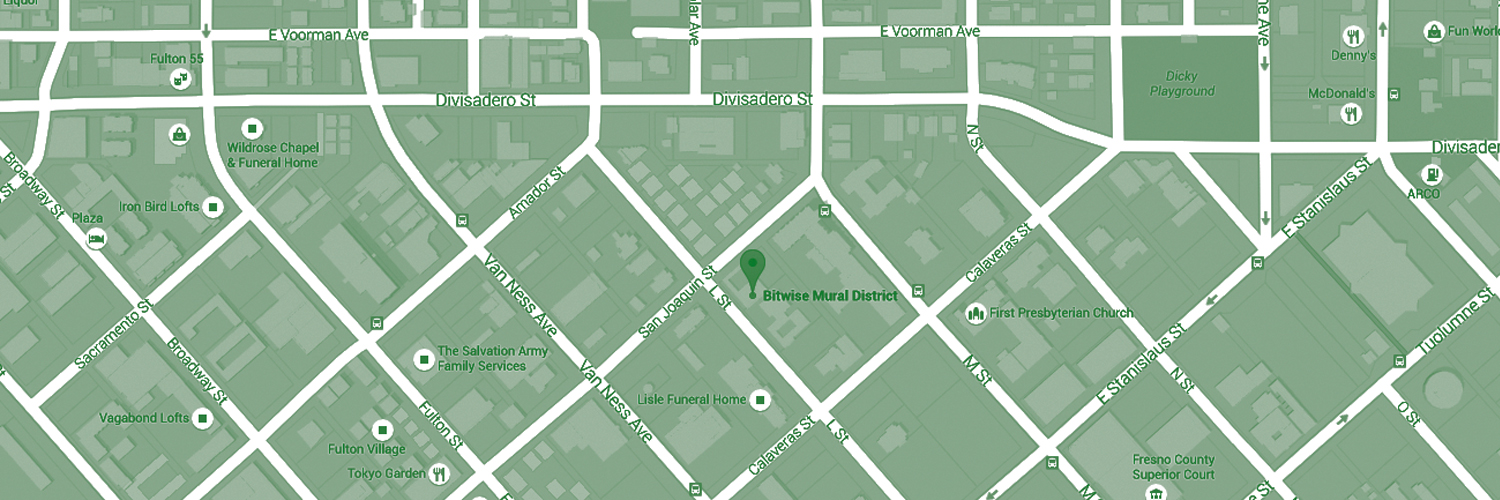 Liquor
E Voorman Ave
E Voorman Ave
Fulton 55
Denny's
Fun World
Dicky
Playground
McDonald's
Divisadero St
Divisadero St
Wildrose Chapel
& Funeral Home
N St
Divisader
Broadway St
St
Amador St
ARCO
Iron Bird Lofts
Plaza
E Stanislaus St
Calaveras St
Van Ness Ave
San Joaquin St
L St
Bitwise Mural District
First Presbyterian Church
Sacramento St
Tuolumne St
Broadway St
The Salvation Army
Family Services
E Stanislaus St
M St
N St
Van Ness Ave
Lisle Funeral Home
Vagabond Lofts
Fulton St
O St
L St
Calaveras St
Fulton Village
Tokyo Garden
Fresno County
Superior Court